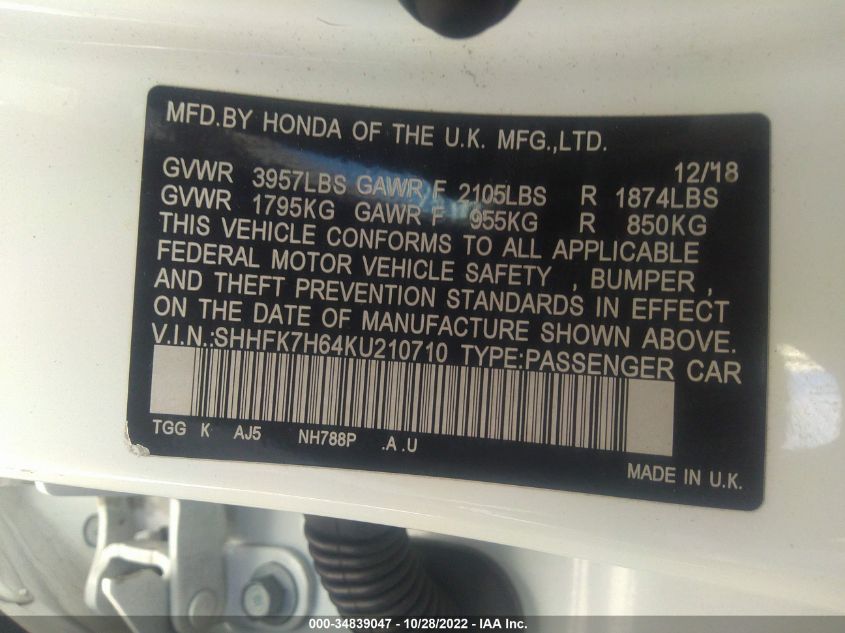 MFD.BY HONDA OF THE U.K. MFG.,LTD.
12/'18
GVWR 3957LBS GAWR F 2105LBS R 1874LBS
GVWR 1795KG GAWR F 955KG R 850KG
THIS VEHICLE CONFORMS TO ALL APPLICABLE
FEDERAL MOTOR VEHICLE SAFETY , BUMPER ,
AND THEFT PREVENTION STANDARDS IN EFFECT
ON THE DATE OF MANUFACTURE SHOWN ABOVE.
V.I.N.:SHHFK7H64KU210710 TYPE:PASSENGER CAR
TGG K AJ5 NH788P .A .U
MADE IN U.K.
000-34839047 - 10/28/2022 - IAA Inc.